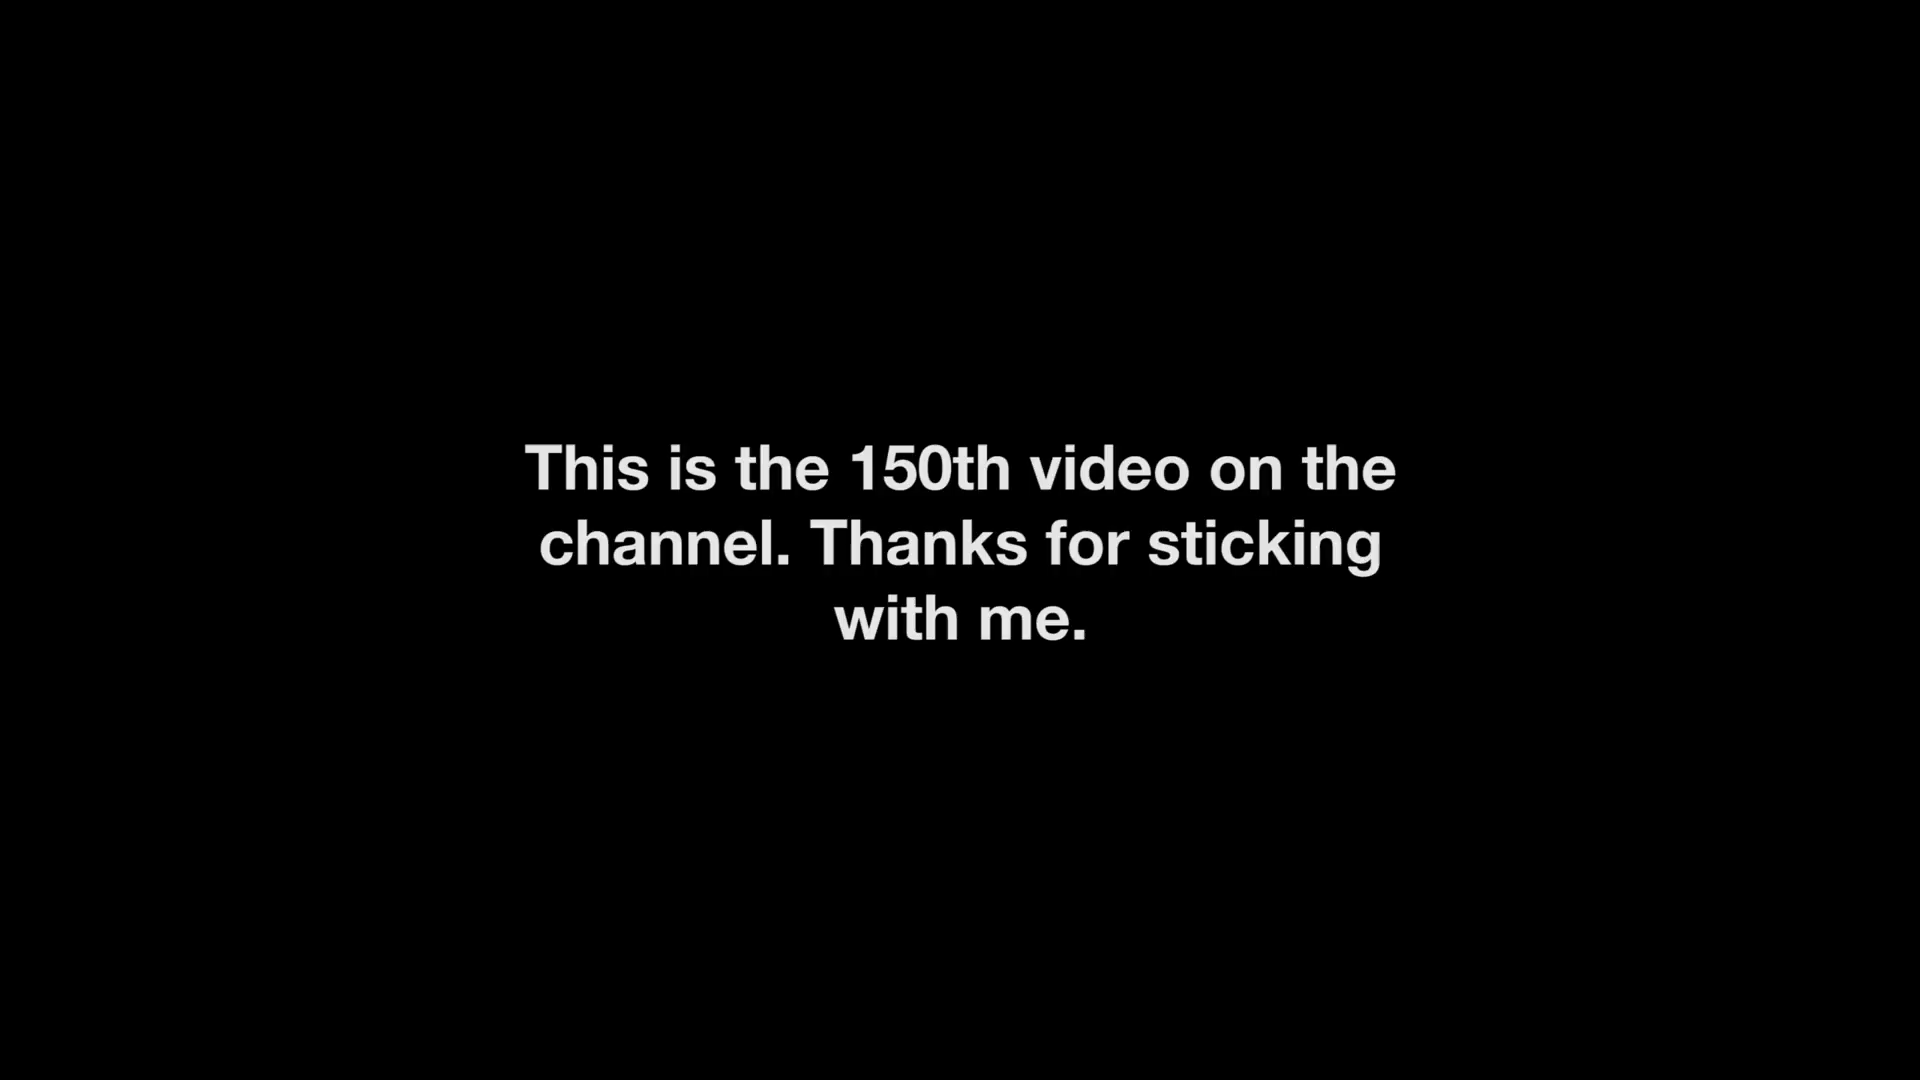 This is the 150th video on the
channel. Thanks for sticking
with me.